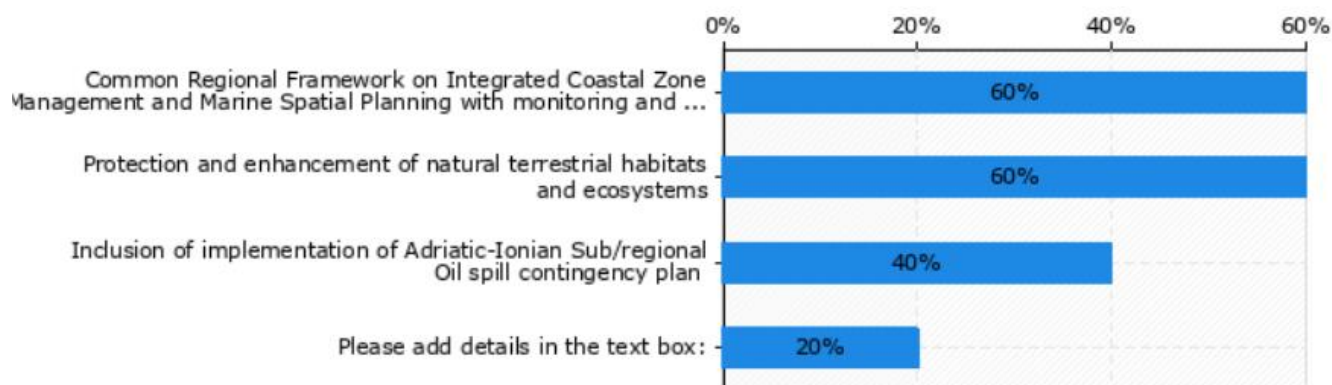 0% 20% 40% 60%
Common Regional Framework on Integrated Coastal Zone
Management and Marine Spatial Planning with monitoring and ...
60%
Protection and enhancement of natural terrestrial habitats
and ecosystems
60%
Inclusion of implementation of Adriatic-Ionian Sub/regional
Oil spill contingency plan
40%
Please add details in the text box:
20%